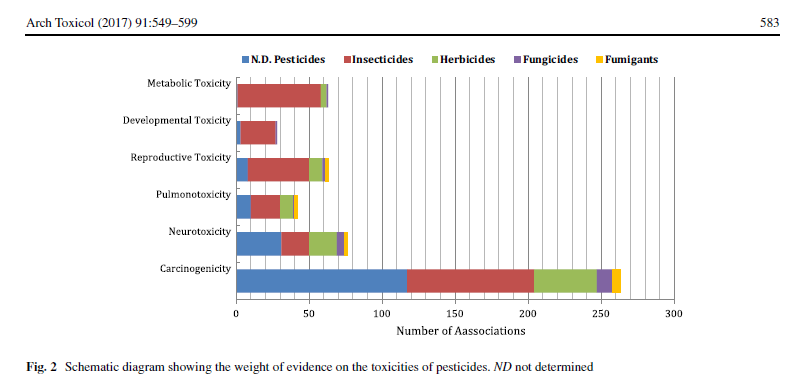 Arch Toxicol (2017) 91:549–599 583
N.D. Pesticides Insecticides Herbicides Fungicides Fumigants
Metabolic Toxicity
Developmental Toxicity
Reproductive Toxicity
Pulmonotoxicity
Neurotoxicity
Carcinogenicity
0 50 100 150 200 250 300
Number of Aassociations
Fig. 2 Schematic diagram showing the weight of evidence on the toxicities of pesticides. ND not determined